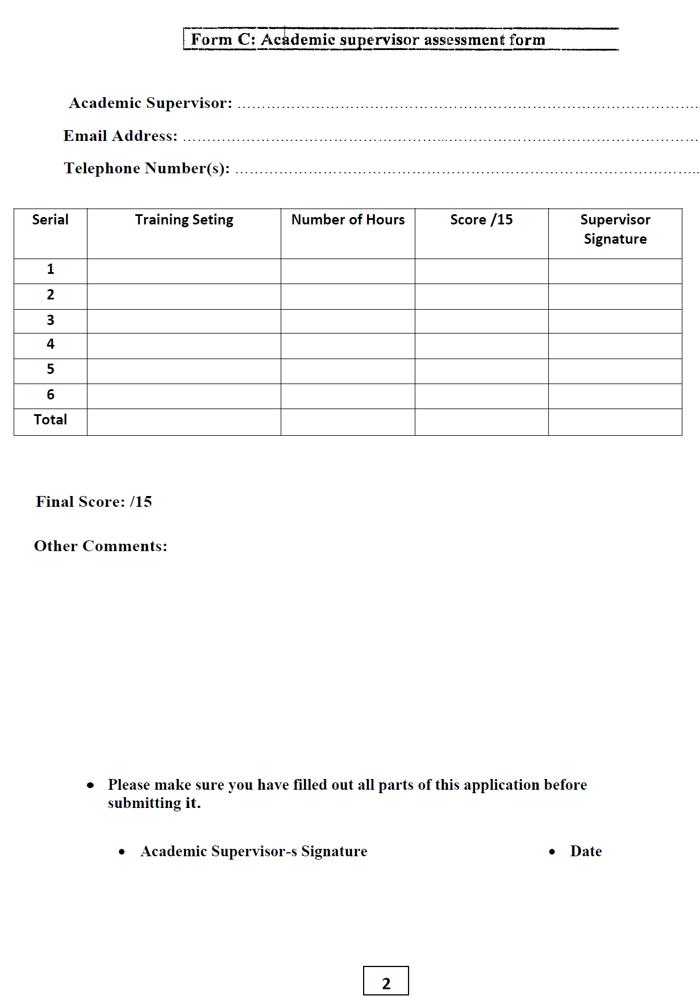 Form C: Academic supervisor assessment form
Academic Supervisor: ……………………………………………………………………………………..
Email Address: ………………….…………………………...……………………………………………
Telephone Number(s): ……………………………………………………………………………………..
Serial Training Seting Number of Hours Score /15 Supervisor
Signature
1
2
3
4
5
6
Total
Final Score: /15
Other Comments:
• Please make sure you have filled out all parts of this application before
submitting it.
• Academic Supervisor-s Signature • Date
2